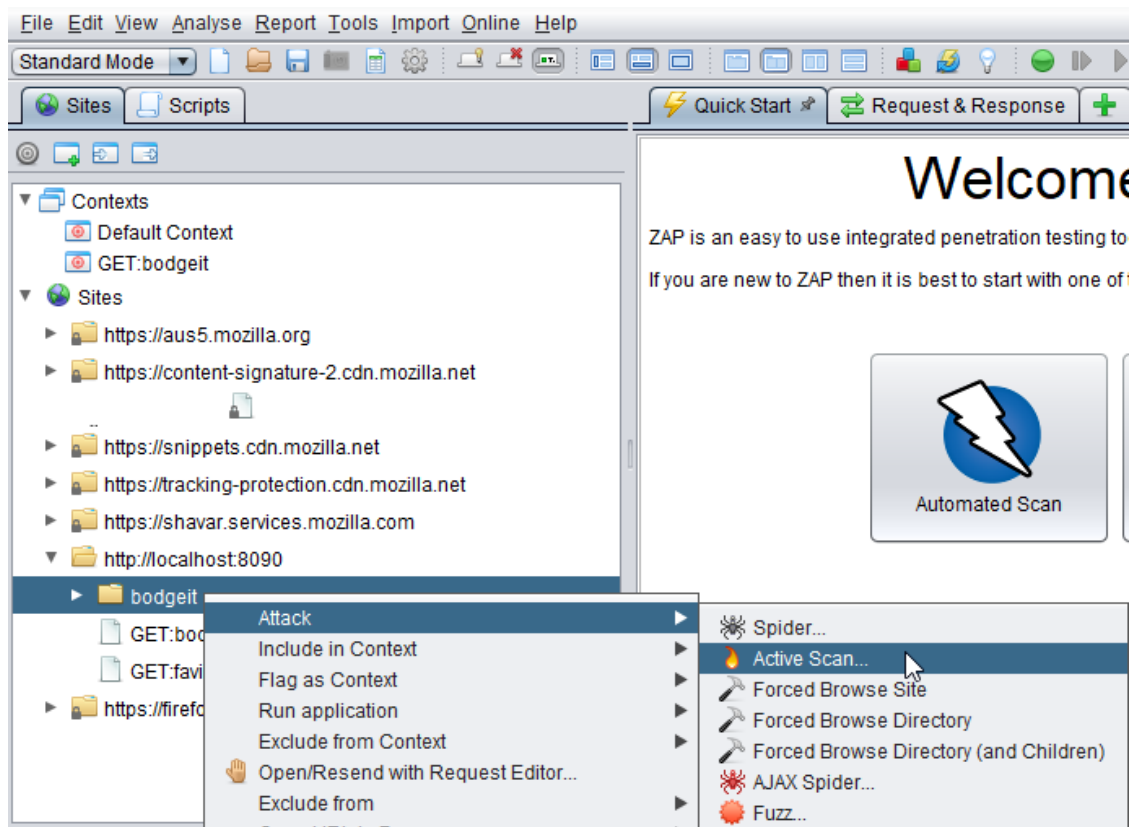 File Edit View Analyse Report Tools Import Online Help
Standard Mode
Sites Scripts
Quick Start Request & Response
Contexts
Default Context
GET:bodgeit
Sites
https://aus5.mozilla.org
https://content-signature-2.cdn.mozilla.net
https://snippets.cdn.mozilla.net
https://tracking-protection.cdn.mozilla.net
https://shavar.services.mozilla.com
http://localhost:8090
bodgeit
GET:bod
GET:favi
https://firefo
Attack
Include in Context
Flag as Context
Run application
Exclude from Context
Open/Resend with Request Editor...
Exclude from
Spider...
Active Scan...
Forced Browse Site
Forced Browse Directory
Forced Browse Directory (and Children)
AJAX Spider...
Fuzz...
Welcome
ZAP is an easy to use integrated penetration testing to
If you are new to ZAP then it is best to start with one of
Automated Scan